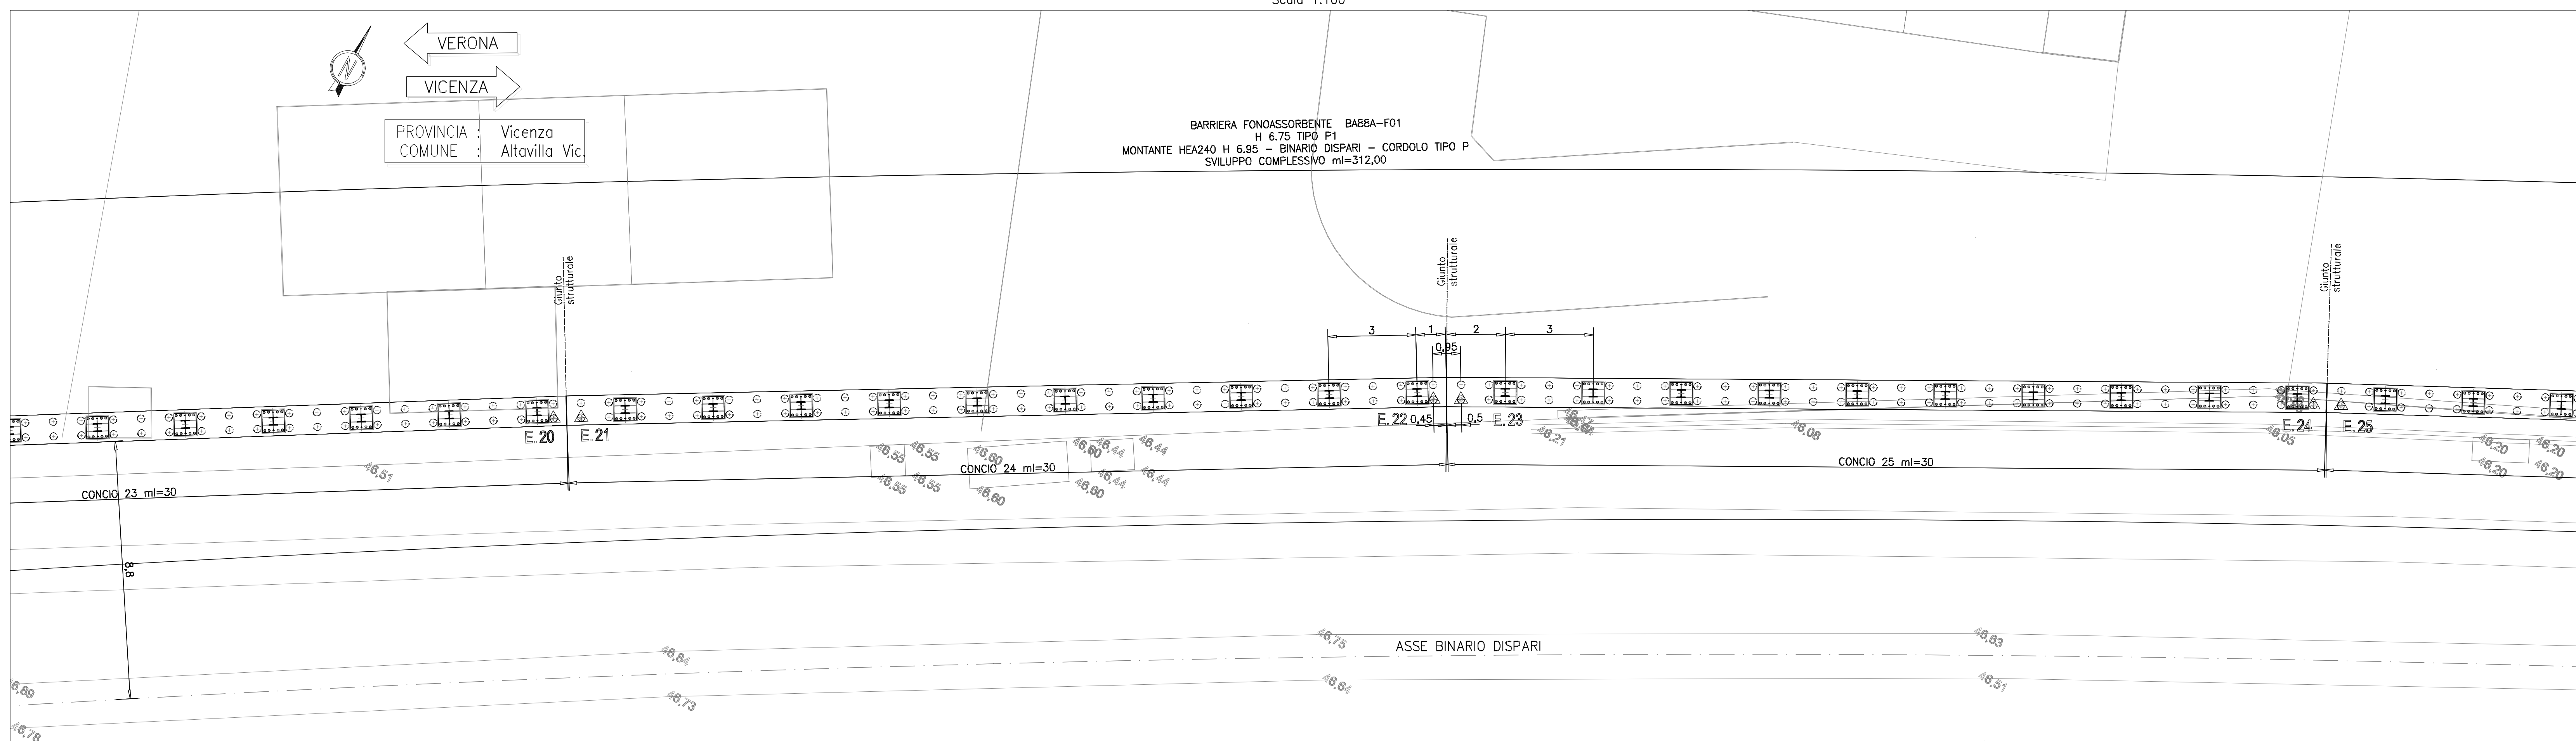 Scala 1:100
VERONA
VICENZA
PROVINCIA : Vicenza
COMUNE : Altavilla Vic.
BARRIERA FONOASSORBENTE BA88A-F01
H 6.75 TIPO P1
MONTANTE HEA240 H 6.95 - BINARIO DISPARI - CORDOLO TIPO P
SVILUPPO COMPLESSIVO ml=312,00
Giunto
strutturale
Giunto
strutturale
Giunto
strutturale
3 1 2 3
0,95
E.20 E.21
E.22 0,45 0,5 E.23
E.24 E.25
46,21
46,08
46,05
46,51
46,55 46,55
46,55 46,55
46,60 46,60
46,60 46,60
46,44 46,44
46,44 46,44
46,20 46,20
46,20 46,20
CONCIO 23 ml=30
CONCIO 24 ml=30
CONCIO 25 ml=30
8,8
ASSE BINARIO DISPARI
46,89
46,84
46,75
46,63
46,78
46,73
46,64
46,51